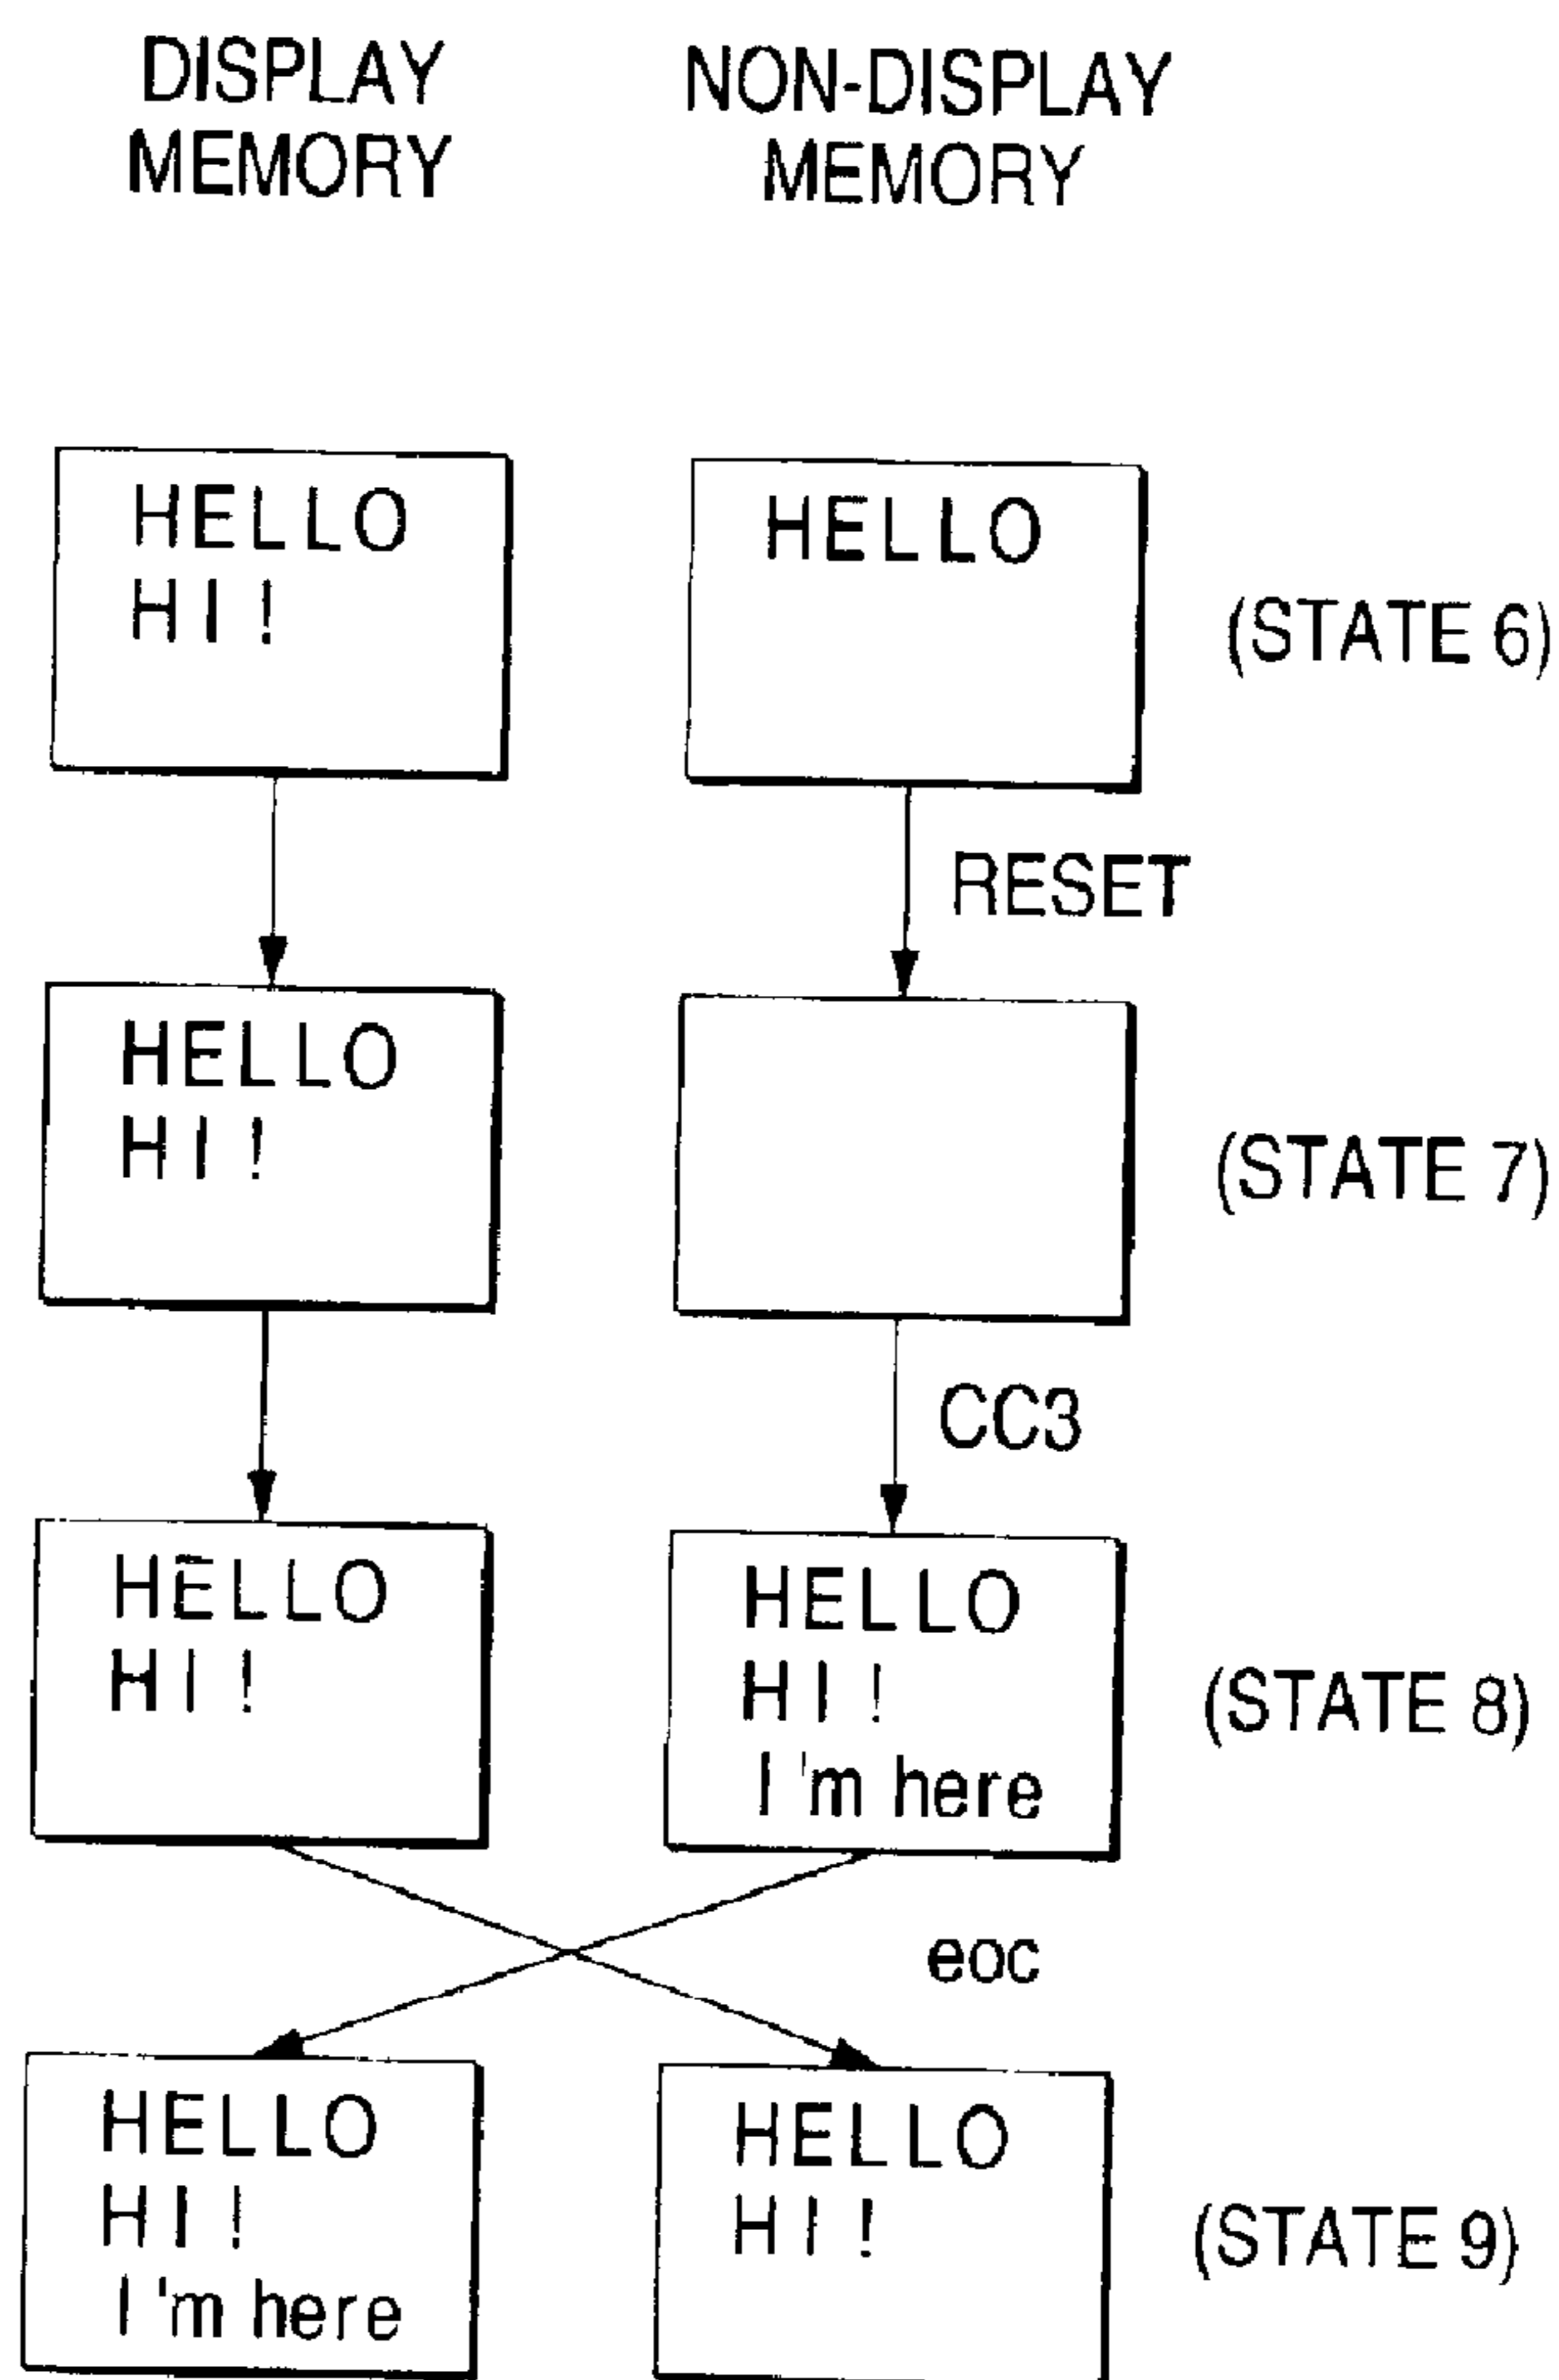 DISPLAY
MEMORY
NON-DISPLAY
MEMORY
HELLO
HI!
HELLO
(STATE 6)
RESET
HELLO
HI!
(STATE 7)
CC3
HELLO
HI!
HELLO
HI!
I'm here
(STATE 8)
eoc
HELLO
HI!
I'm here
HELLO
HI!
(STATE 9)